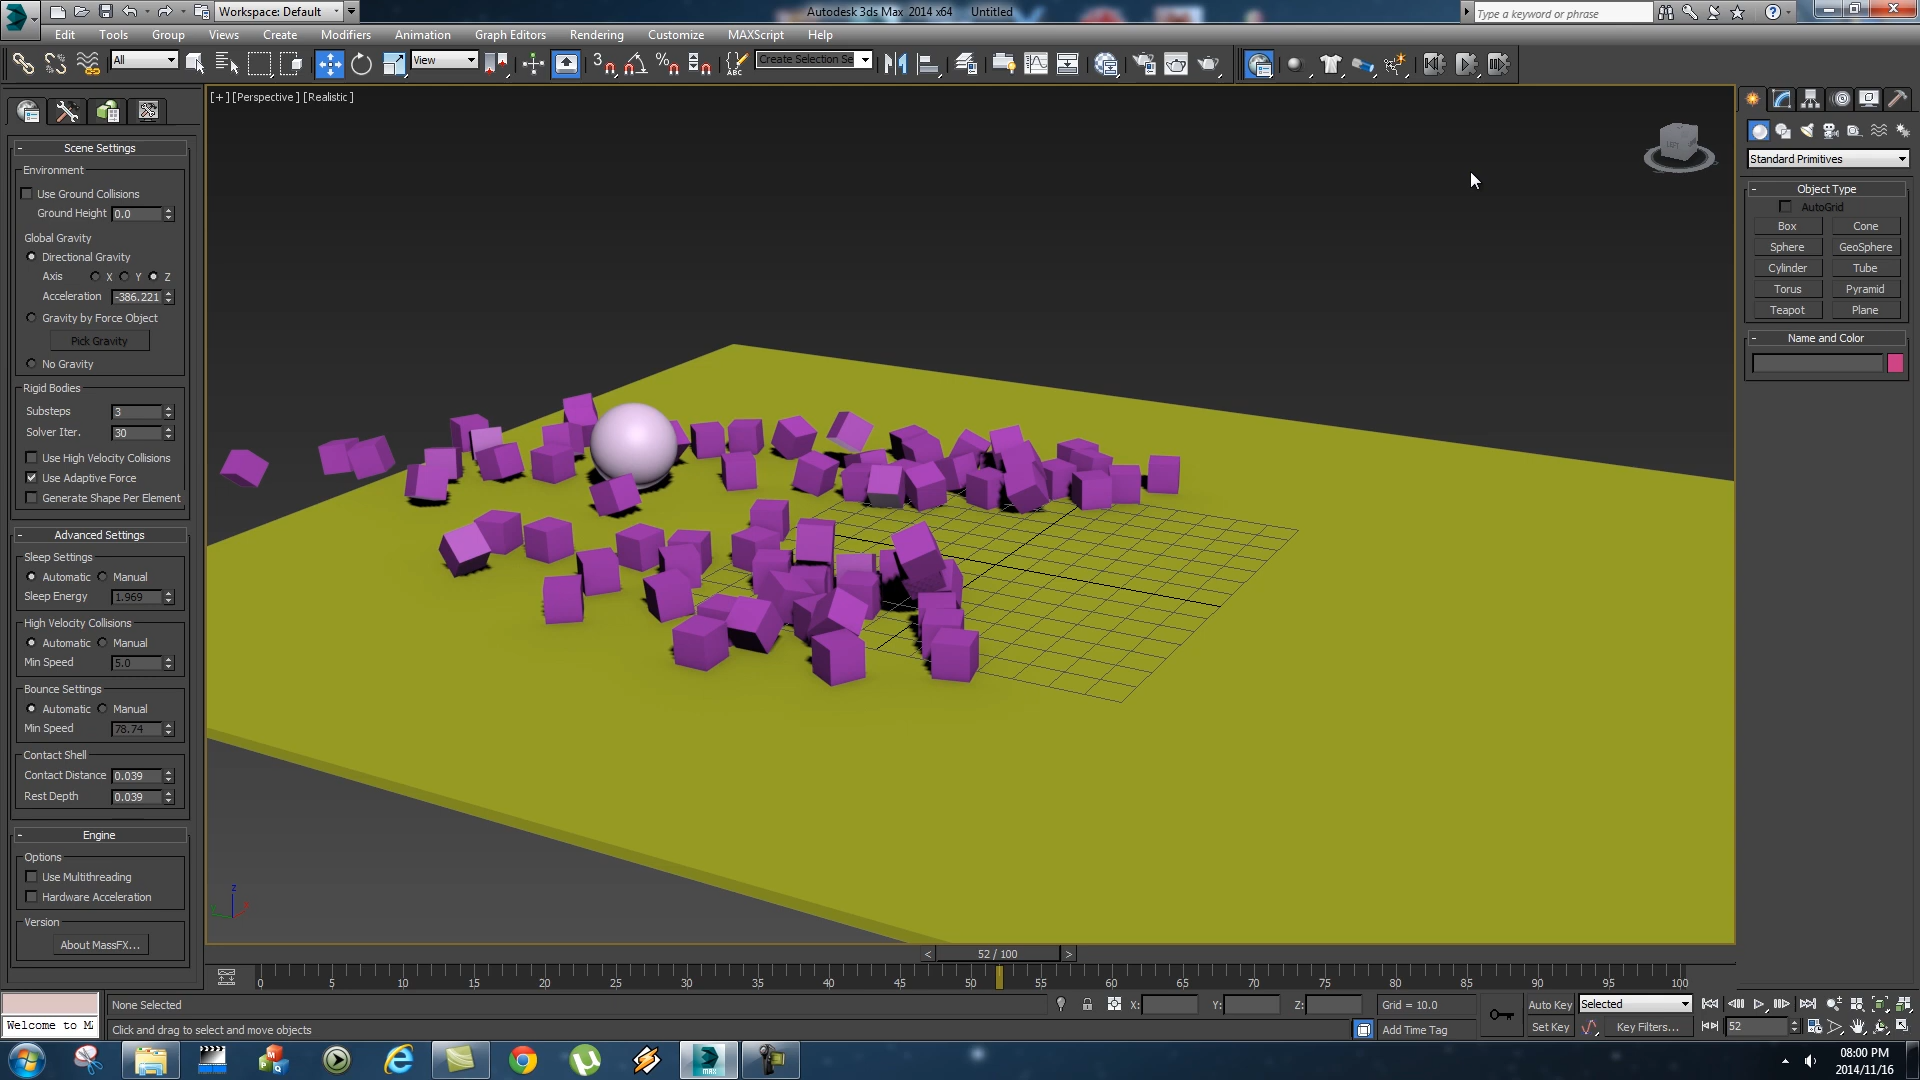 Workspace: Default
Autodesk 3ds Max 2014 x64 Untitled
Type a keyword or phrase
Edit Tools Group Views Create Modifiers Animation Graph Editors Rendering Customize MAXScript Help
All
View
3
Create Selection Se
[+] [Perspective] [Realistic]
Scene Settings
Environment
Use Ground Collisions
Ground Height 0.0
Global Gravity
Directional Gravity
Axis X Y Z
Acceleration -386.221
Gravity by Force Object
Pick Gravity
No Gravity
Rigid Bodies
Substeps 3
Solver Iter. 30
Use High Velocity Collisions
Use Adaptive Force
Generate Shape Per Element
Advanced Settings
Sleep Settings
Automatic Manual
Sleep Energy 1.969
High Velocity Collisions
Automatic Manual
Min Speed 5.0
Bounce Settings
Automatic Manual
Min Speed 78.74
Contact Shell
Contact Distance 0.039
Rest Depth 0.039
Engine
Options
Use Multithreading
Hardware Acceleration
Version
About MassFX...
z
Standard Primitives
Object Type
AutoGrid
Box Cone
Sphere GeoSphere
Cylinder Tube
Torus Pyramid
Teapot Plane
Name and Color
< 52 / 100 >
0 5 10 15 20 25 30 35 40 45 50 55 60 65 70 75 80 85 90 95 100
None Selected
X: Y: Z: Grid = 10.0
Auto Key Selected
Welcome to M
Click and drag to select and move objects
Add Time Tag
Set Key Key Filters... 52
MAX
08:00 PM
2014/11/16